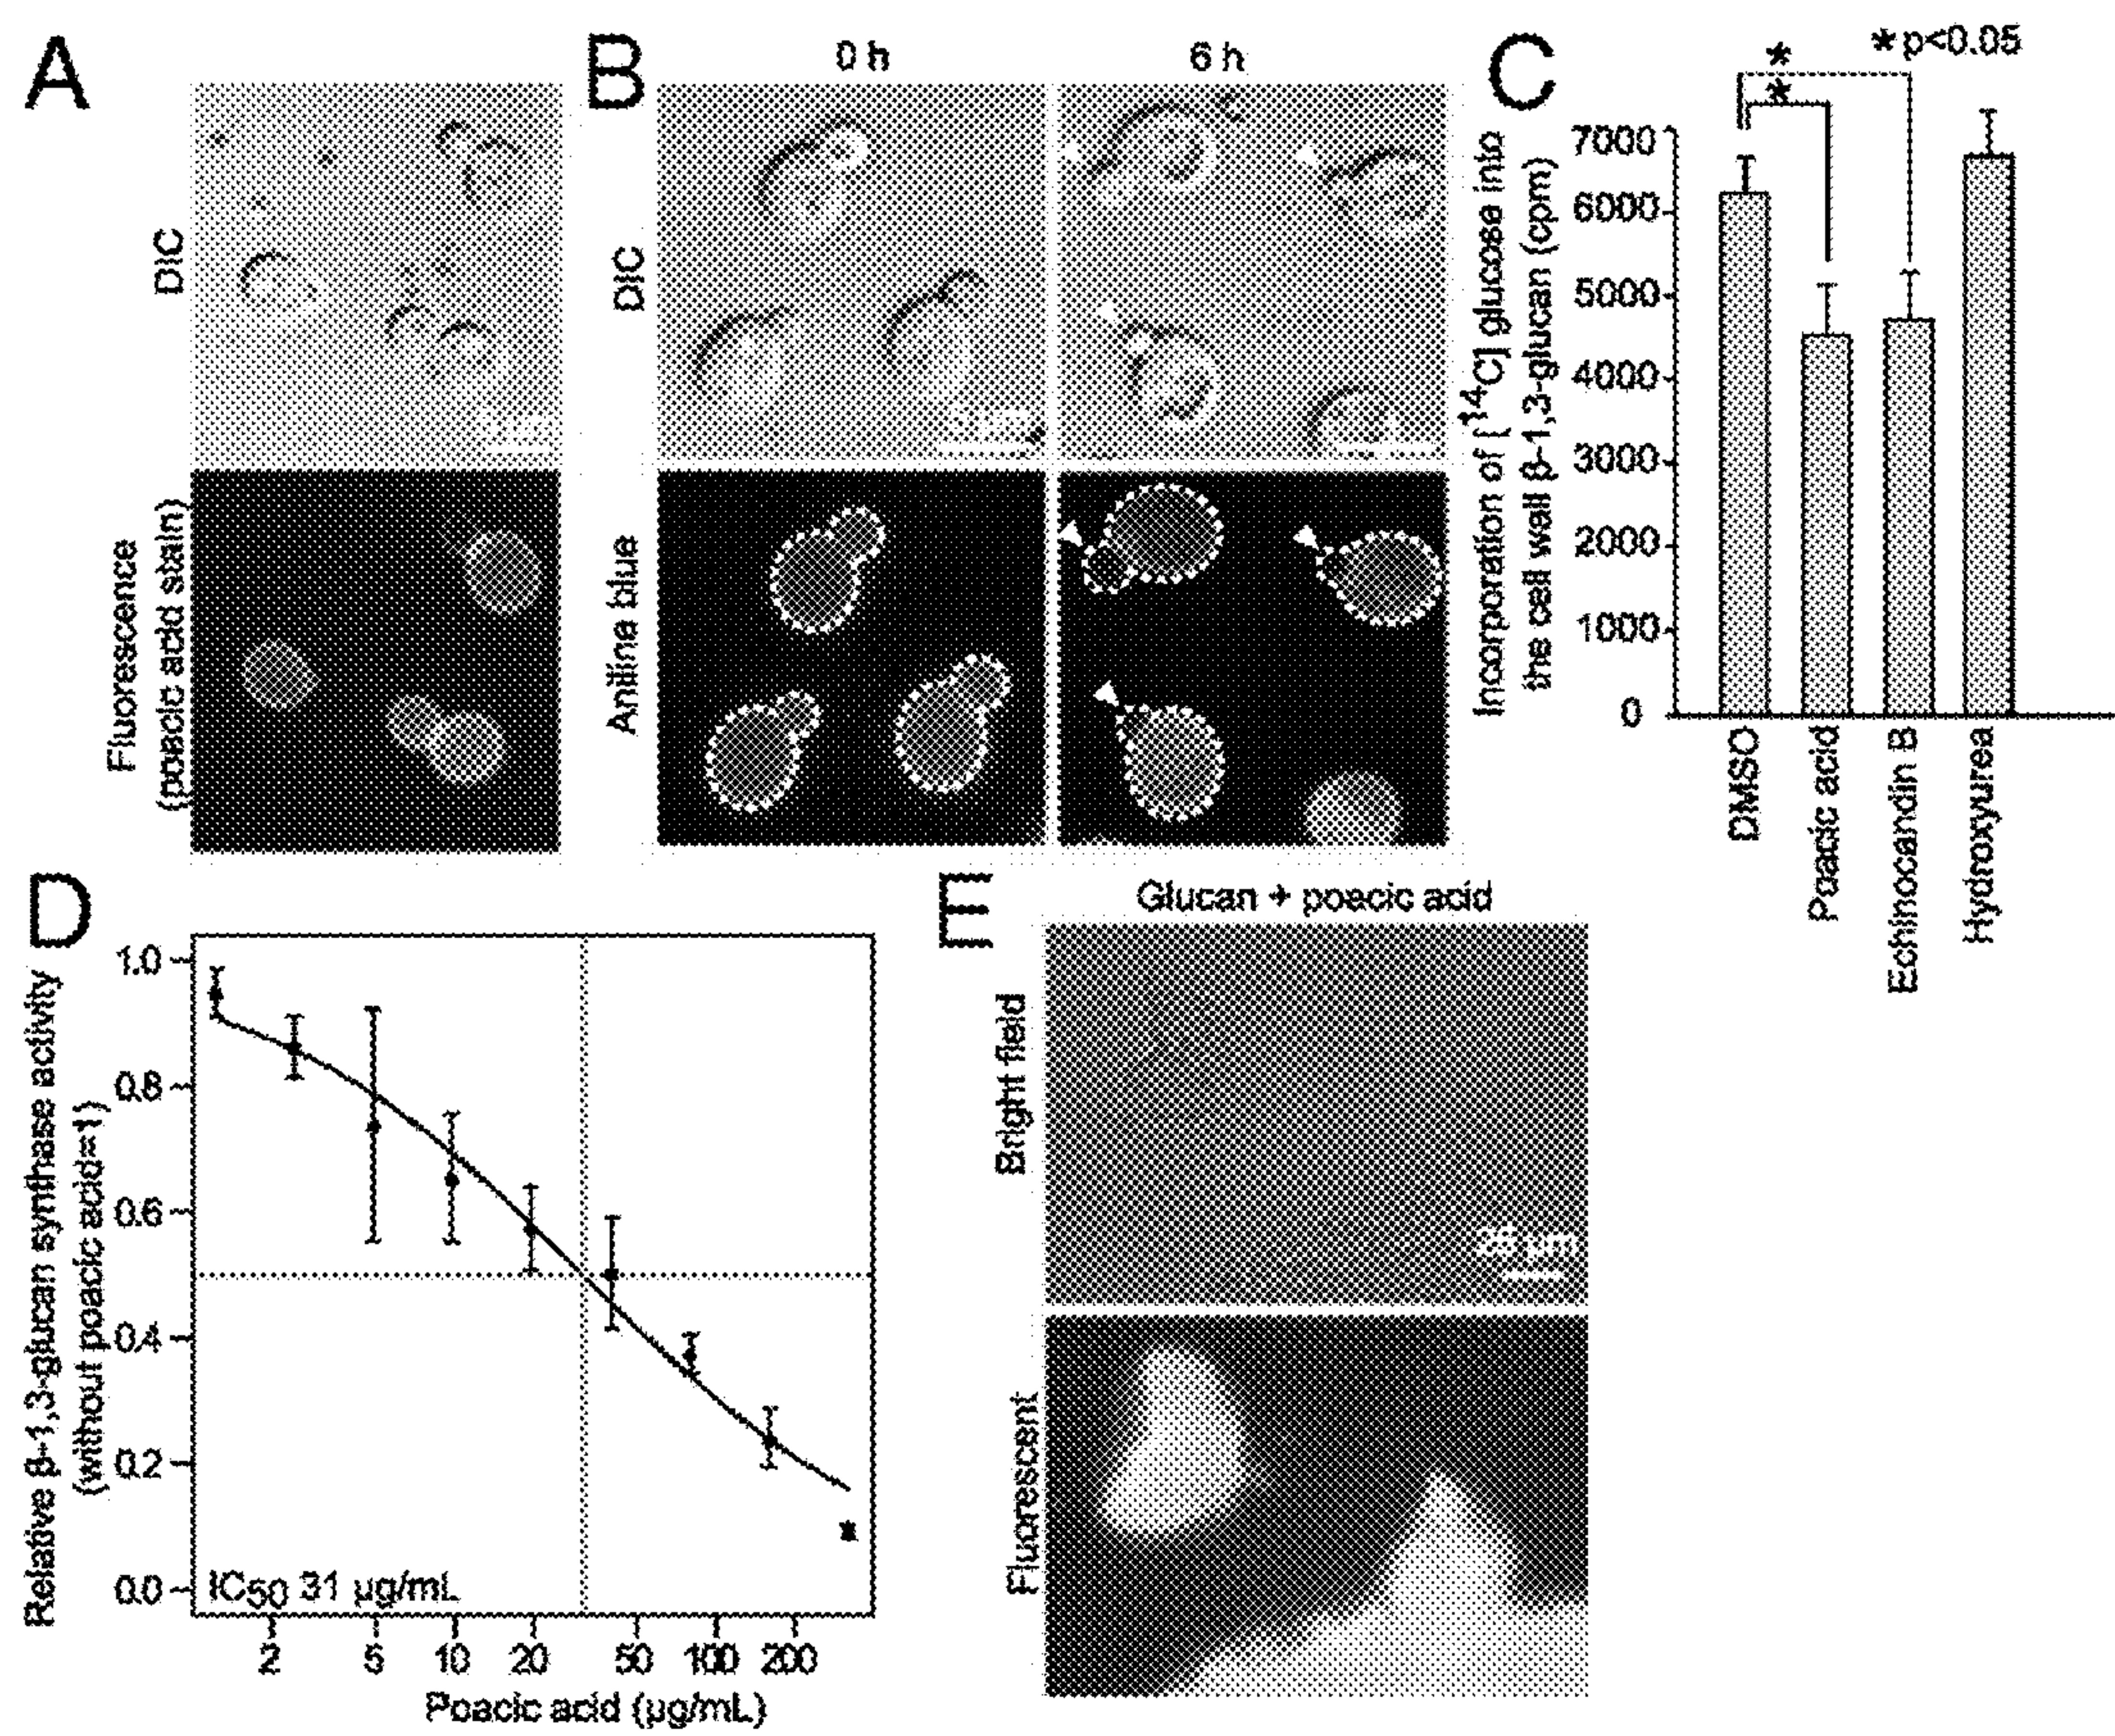 A
DIC
5 µm
Fluorescence
(poacic acid stain)
B
0 h
6 h
DIC
5 µm
Aniline blue
C
* p<0.05
*
*
Incorporation of [14C] glucose into
the cell wall β-1,3-glucan (cpm)
7000
6000
5000
4000
3000
2000
1000
0
DMSO
Poacic acid
Echinocandin B
Hydroxyurea
D
Relative β-1,3-glucan synthase activity
(without poacic acid=1)
1.0
0.8
0.6
0.4
0.2
0.0
IC50 31 µg/mL
2 5 10 20 50 100 200
Poacic acid (µg/mL)
E
Glucan + poacic acid
Bright field
25 µm
Fluorescent